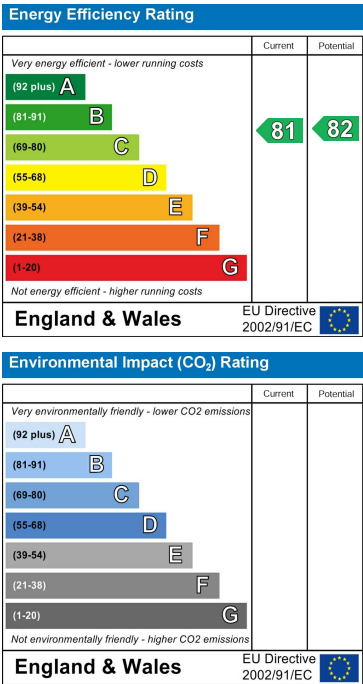 Energy Efficiency Rating
Current Potential
Very energy efficient - lower running costs
(92 plus) A
(81-91) B
81 82
(69-80) C
(55-68) D
(39-54) E
(21-38) F
(1-20) G
Not energy efficient - higher running costs
England & Wales
EU Directive
2002/91/EC
Environmental Impact (CO₂) Rating
Current Potential
Very environmentally friendly - lower CO2 emissions
(92 plus) A
(81-91) B
(69-80) C
(55-68) D
(39-54) E
(21-38) F
(1-20) G
Not environmentally friendly - higher CO2 emissions
England & Wales
EU Directive
2002/91/EC